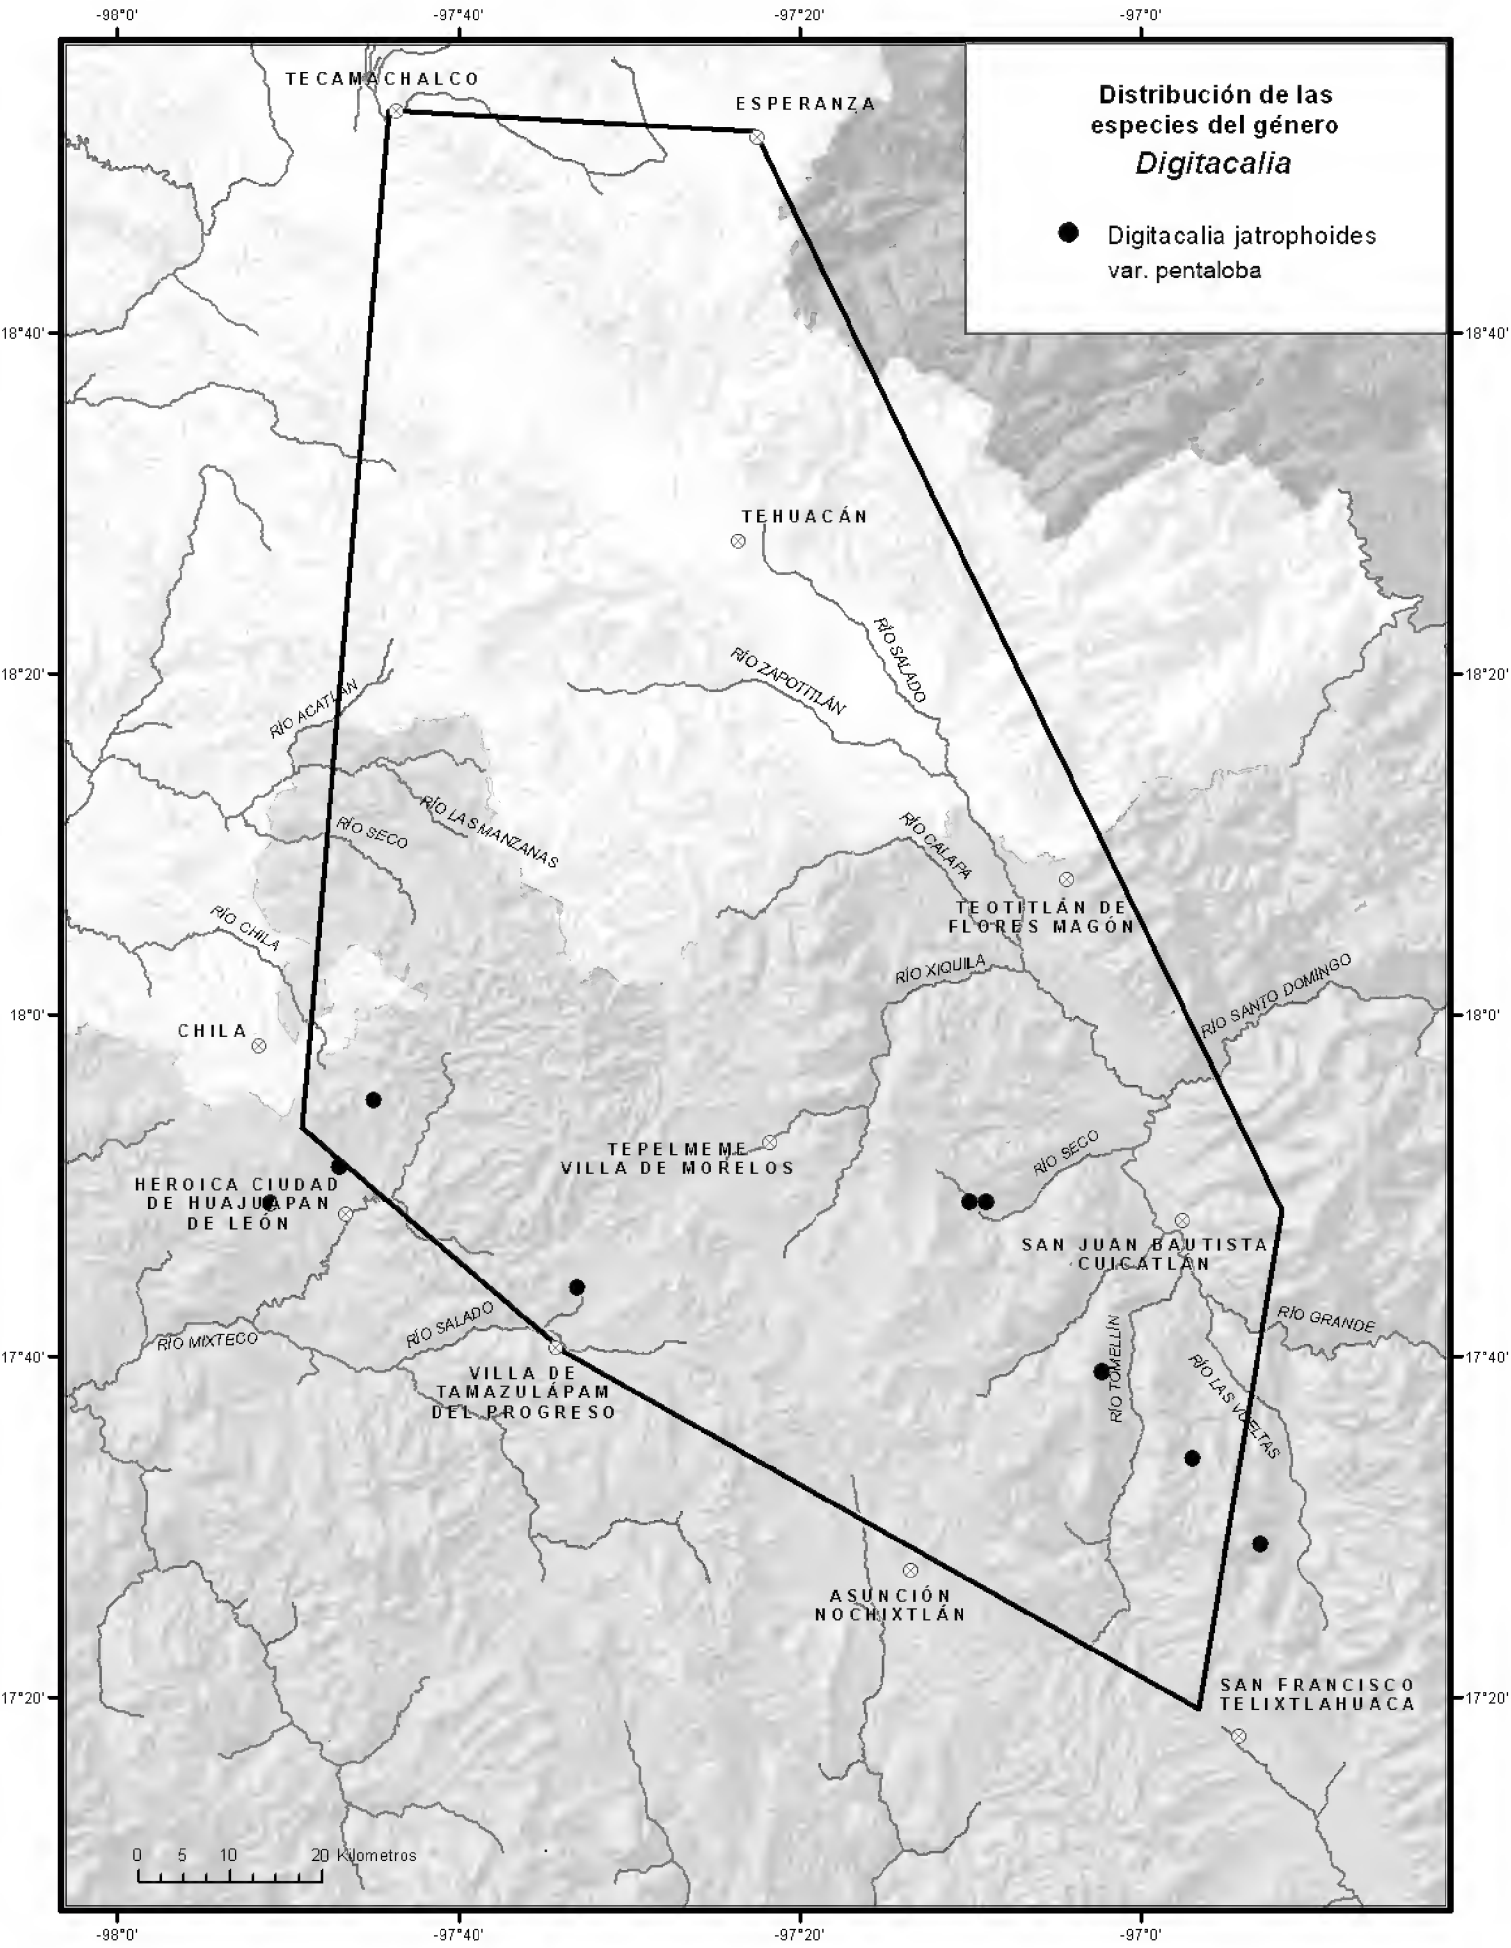 -98°0'
-97°40'
-97°20'
-97°0'
TECAMACHALCO
ESPERANZA
Distribución de las
especies del género
Digitacalia
Digitacalia jatrophoides
var. pentaloba
18°40'
18°40'
TEHUACÁN
RÍO SALADO
RÍO ZAPOTITLÁN
18°20'
18°20'
RÍO ACATLÁN
RÍO LAS MANZANAS
RÍO SECO
RÍO CALAPA
TEOTITLÁN DE
FLORES MAGÓN
RÍO CHILA
RÍO XIQUILA
RÍO SANTO DOMINGO
18°0'
18°0'
CHILA
TEPELMEME
VILLA DE MORELOS
RÍO SECO
HEROICA CIUDAD
DE HUAJUAPAN
DE LEÓN
SAN JUAN BAUTISTA
CUICATLÁN
RÍO SALADO
RÍO MIXTECO
RÍO GRANDE
RÍO TOMELLÍN
RÍO LAS VUELTAS
17°40'
17°40'
VILLA DE
TAMAZULÁPAM
DEL PROGRESO
ASUNCIÓN
NOCHIXTLÁN
SAN FRANCISCO
TELIXTLAHUACA
17°20'
17°20'
0 5 10 20 Kilometros
-98°0'
-97°40'
-97°20'
-97°0'